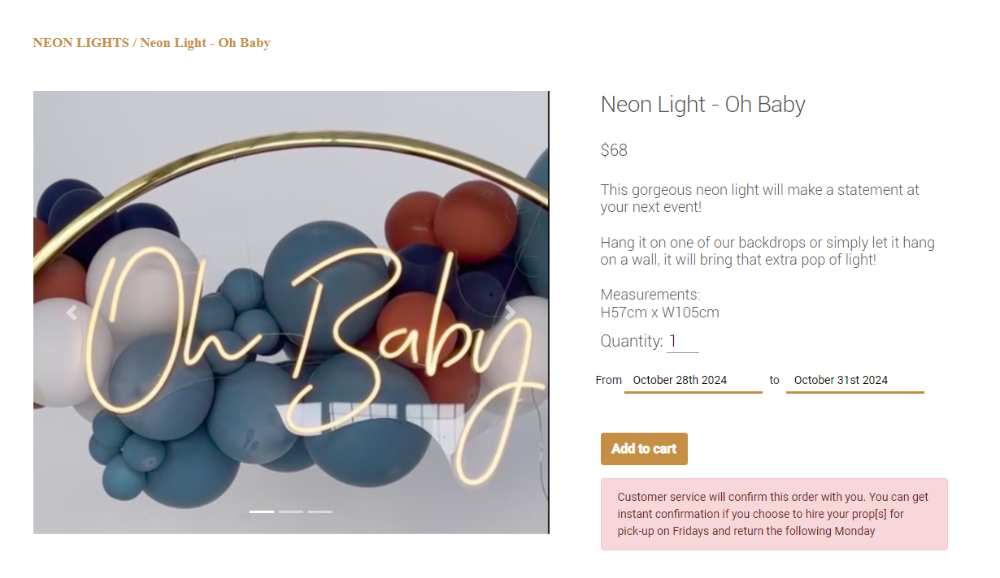 NEON LIGHTS / Neon Light - Oh Baby
Oh Baby
Neon Light - Oh Baby
$68
This gorgeous neon light will make a statement at
your next event!
Hang it on one of our backdrops or simply let it hang
on a wall, it will bring that extra pop of light!
Measurements:
H57cm x W105cm
Quantity: 1
From October 28th 2024 to October 31st 2024
Add to cart
Customer service will confirm this order with you. You can get
instant confirmation if you choose to hire your prop[s] for
pick-up on Fridays and return the following Monday